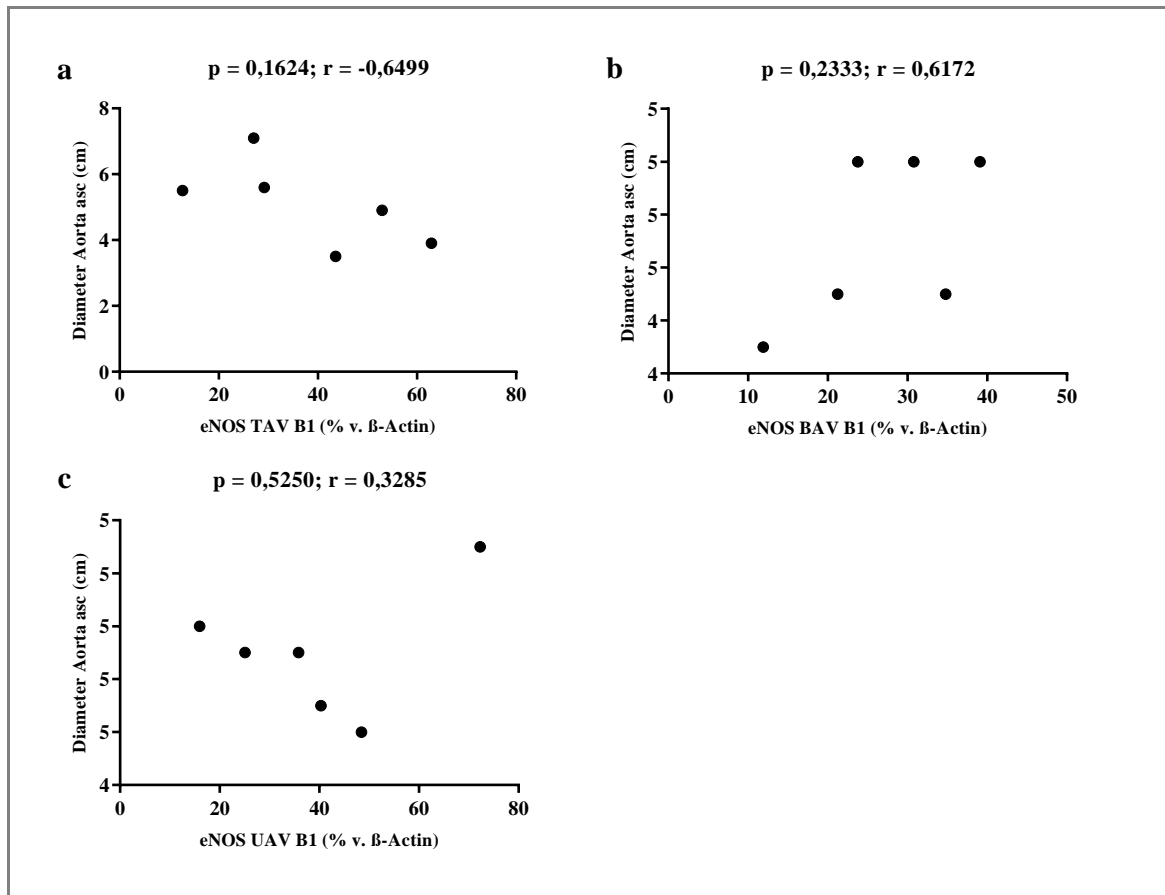 a
p = 0,1624; r = -0,6499
8
6
4
2
0
Diameter Aorta asc (cm)
0 20 40 60 80
eNOS TAV B1 (% v. ß-Actin)
b
p = 0,2333; r = 0,6172
5
5
5
5
4
4
Diameter Aorta asc (cm)
0 10 20 30 40 50
eNOS BAV B1 (% v. ß-Actin)
c
p = 0,5250; r = 0,3285
5
5
5
5
5
4
Diameter Aorta asc (cm)
0 20 40 60 80
eNOS UAV B1 (% v. ß-Actin)